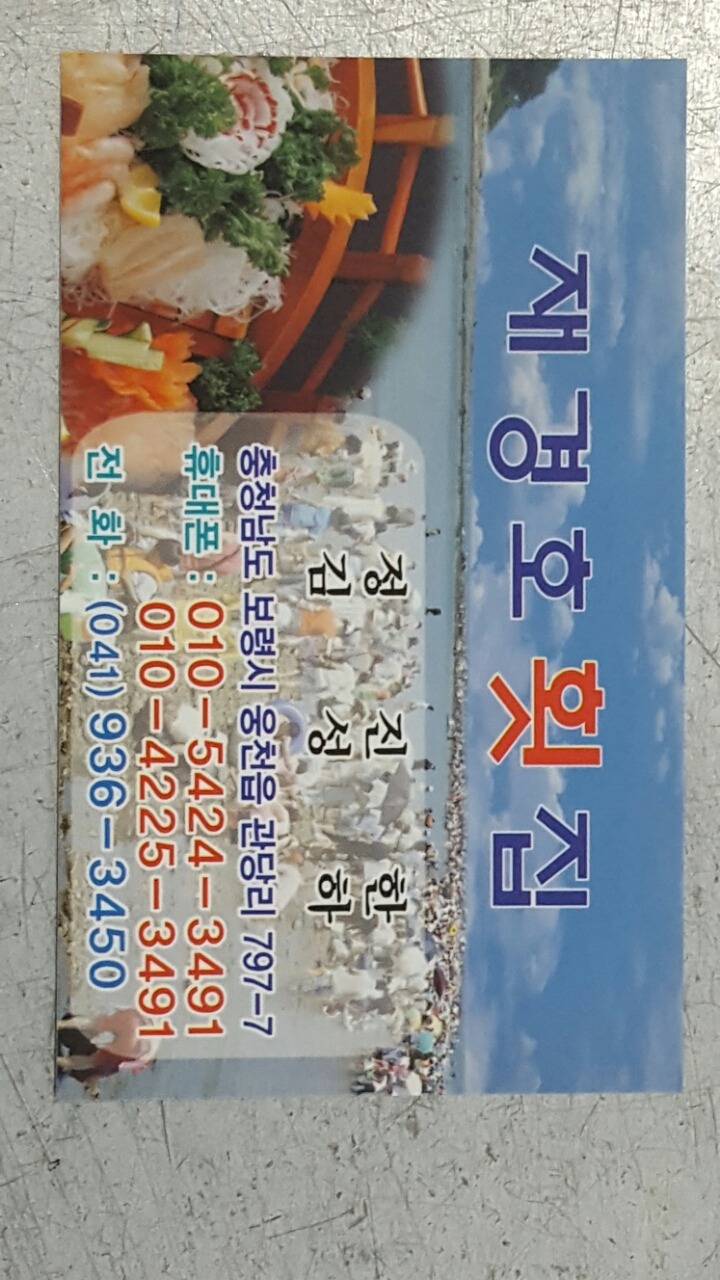 재경호횟집
정진한
김성하
충청남도 보령시 웅천읍 관당리 797-7
휴대폰 : 010-5424-3491
010-4225-3491
전 화 : (041) 936-3450